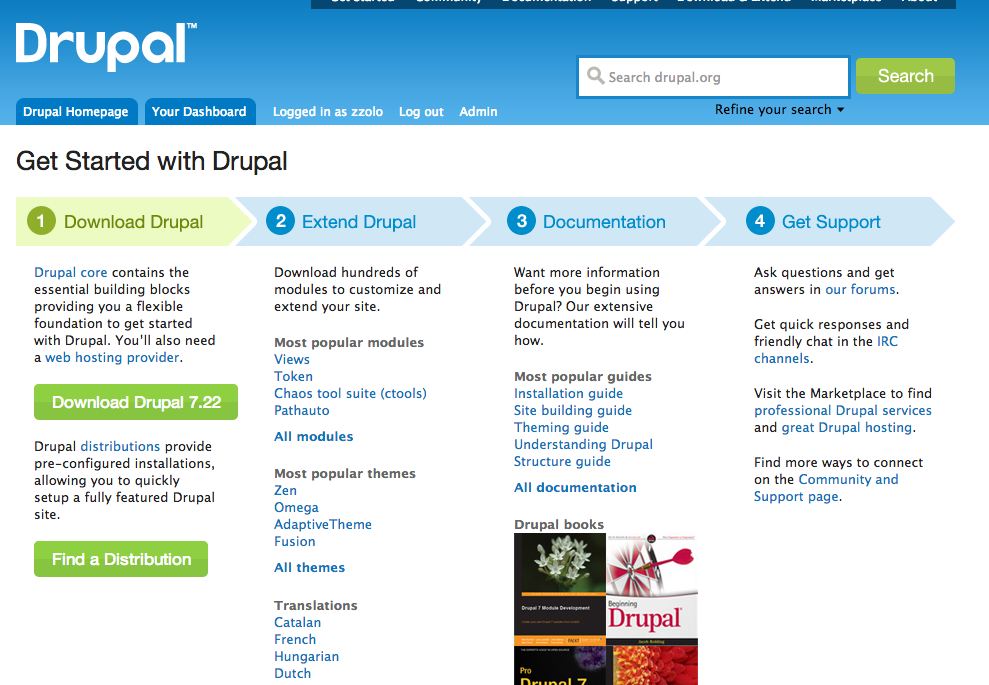 Get Started Community Documentation Support Download & Extend Marketplace About
Drupal™
Search drupal.org
Search
Refine your search
Drupal Homepage
Your Dashboard
Logged in as zzolo
Log out
Admin
Get Started with Drupal
1 Download Drupal
Drupal core contains the
essential building blocks
providing you a flexible
foundation to get started
with Drupal. You'll also need
a web hosting provider.
Download Drupal 7.22
Drupal distributions provide
pre-configured installations,
allowing you to quickly
setup a fully featured Drupal
site.
Find a Distribution
2 Extend Drupal
Download hundreds of
modules to customize and
extend your site.
Most popular modules
Views
Token
Chaos tool suite (ctools)
Pathauto
All modules
Most popular themes
Zen
Omega
AdaptiveTheme
Fusion
All themes
Translations
Catalan
French
Hungarian
Dutch
3 Documentation
Want more information
before you begin using
Drupal? Our extensive
documentation will tell you
how.
Most popular guides
Installation guide
Site building guide
Theming guide
Understanding Drupal
Structure guide
All documentation
Drupal books
Drupal 7 Module Development
Beginning
Drupal
Pro
Drupal 7
4 Get Support
Ask questions and get
answers in our forums.
Get quick responses and
friendly chat in the IRC
channels.
Visit the Marketplace to find
professional Drupal services
and great Drupal hosting.
Find more ways to connect
on the Community and
Support page.